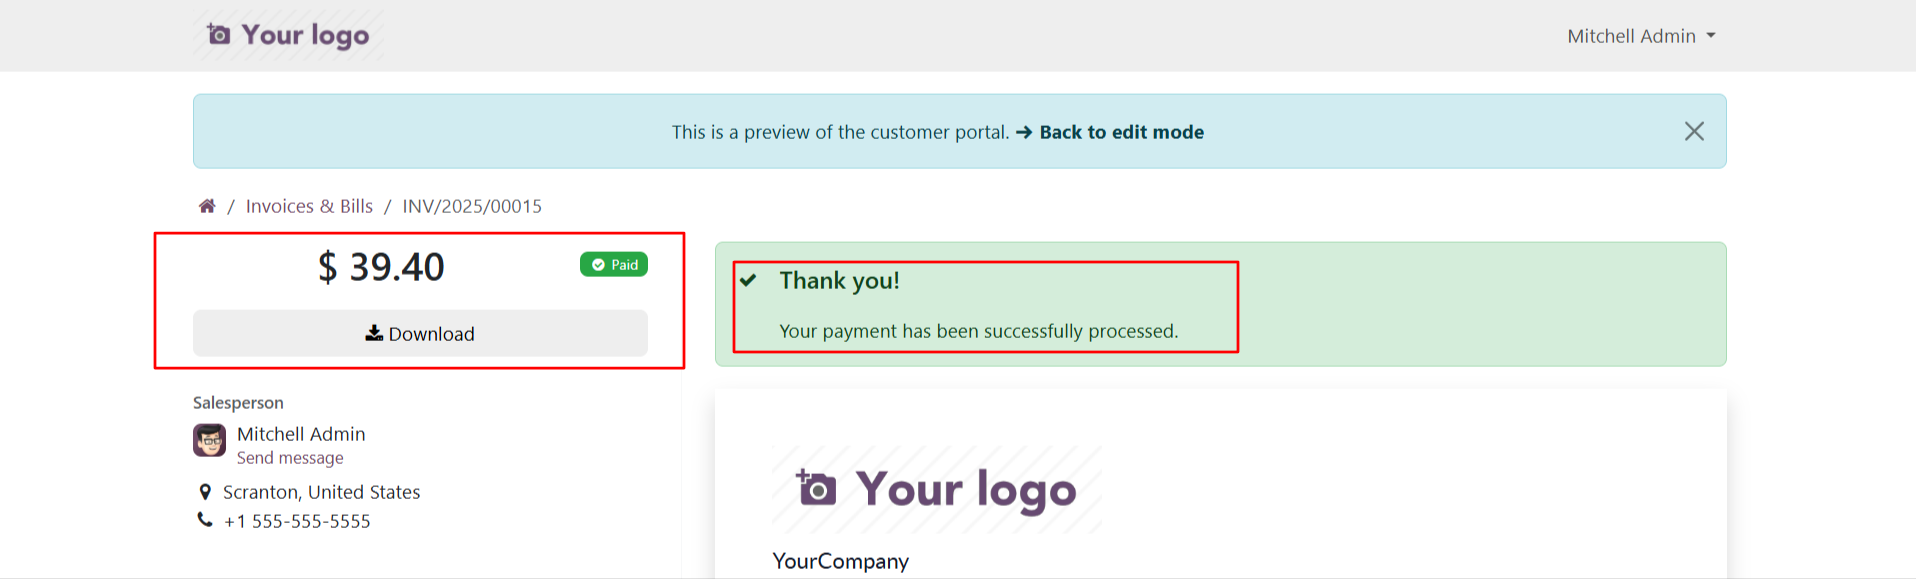 Your logo
Mitchell Admin
This is a preview of the customer portal. → Back to edit mode
/ Invoices & Bills / INV/2025/00015
$ 39.40
Paid
Download
Thank you!
Your payment has been successfully processed.
Salesperson
Mitchell Admin
Send message
Scranton, United States
+1 555-555-5555
Your logo
YourCompany